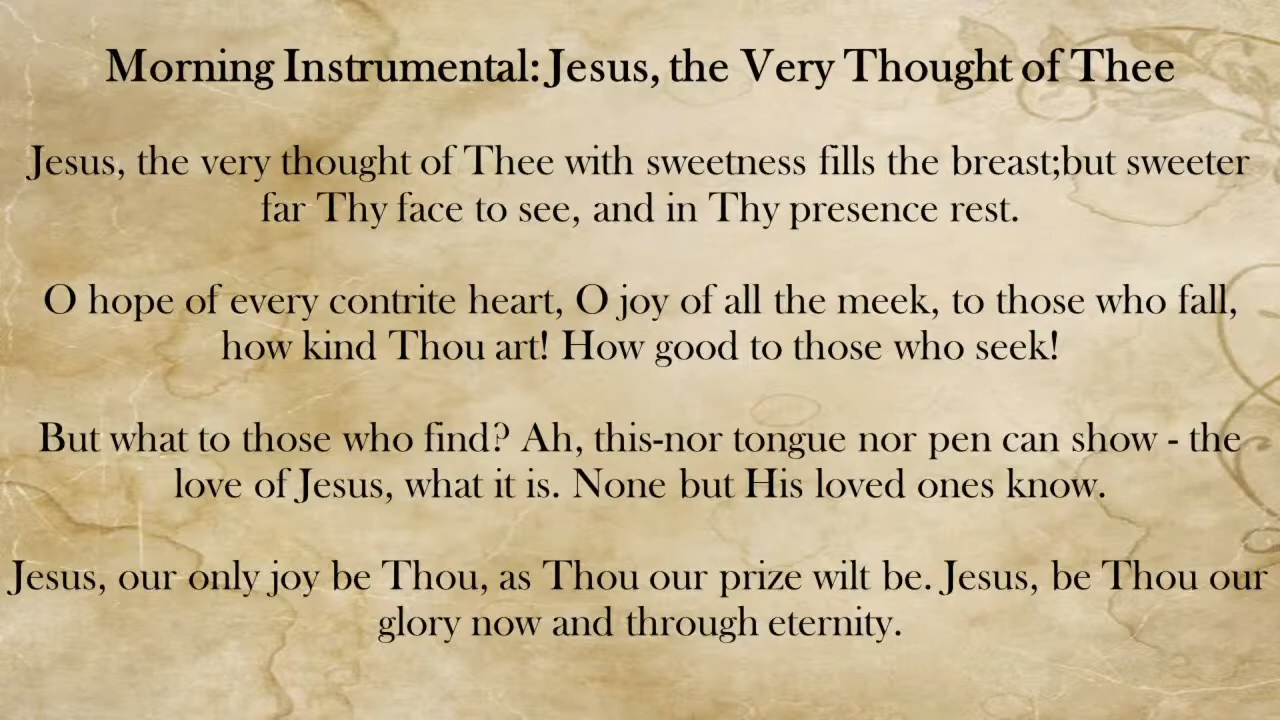 Morning Instrumental: Jesus, the Very Thought of Thee
Jesus, the very thought of Thee with sweetness fills the breast;but sweeter
far Thy face to see, and in Thy presence rest.
O hope of every contrite heart, O joy of all the meek, to those who fall,
how kind Thou art! How good to those who seek!
But what to those who find? Ah, this-nor tongue nor pen can show - the
love of Jesus, what it is. None but His loved ones know.
Jesus, our only joy be Thou, as Thou our prize wilt be. Jesus, be Thou our
glory now and through eternity.